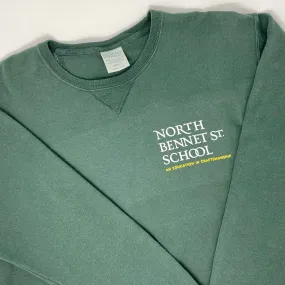 NORTH
BENNET ST.
SCHOOL
AN EDUCATION IN CRAFTSMANSHIP